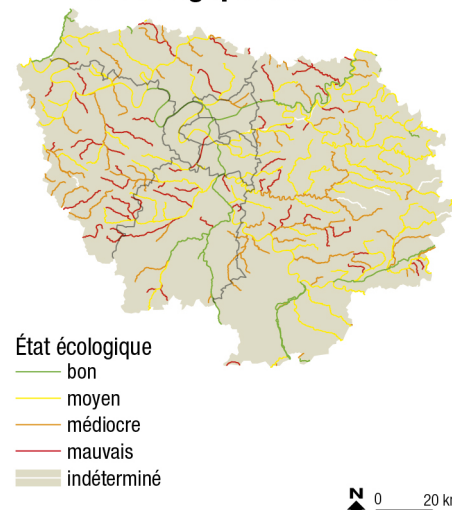 État écologique
bon
moyen
médiocre
mauvais
indéterminé
N 0 20